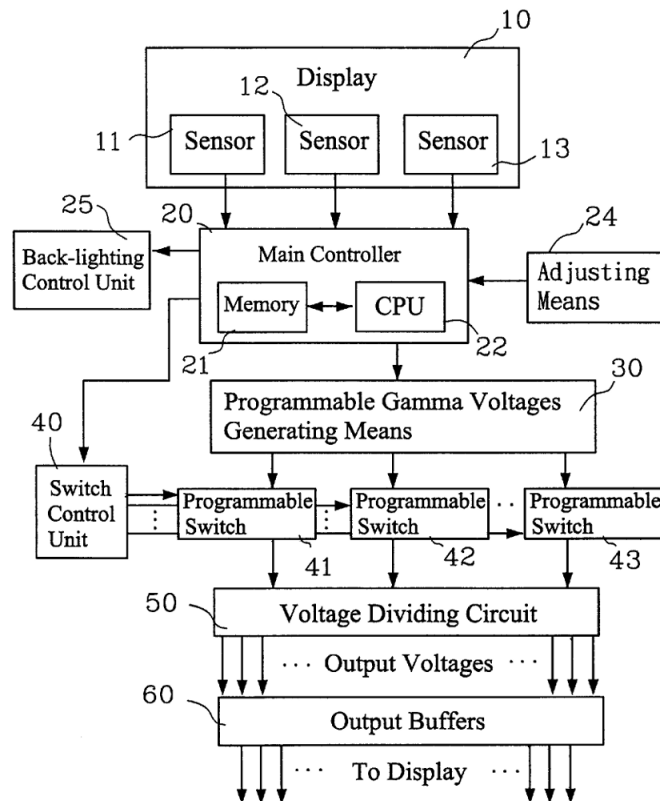 10
Display
11
Sensor
12
Sensor
Sensor
13
25
Back-lighting
Control Unit
20
Main Controller
Memory
CPU
21
22
24
Adjusting
Means
30
Programmable Gamma Voltages
Generating Means
40
Switch
Control
Unit
Programmable
Switch
41
Programmable
Switch
42
Programmable
Switch
43
50
Voltage Dividing Circuit
··· Output Voltages ···
60
Output Buffers
··· To Display ···